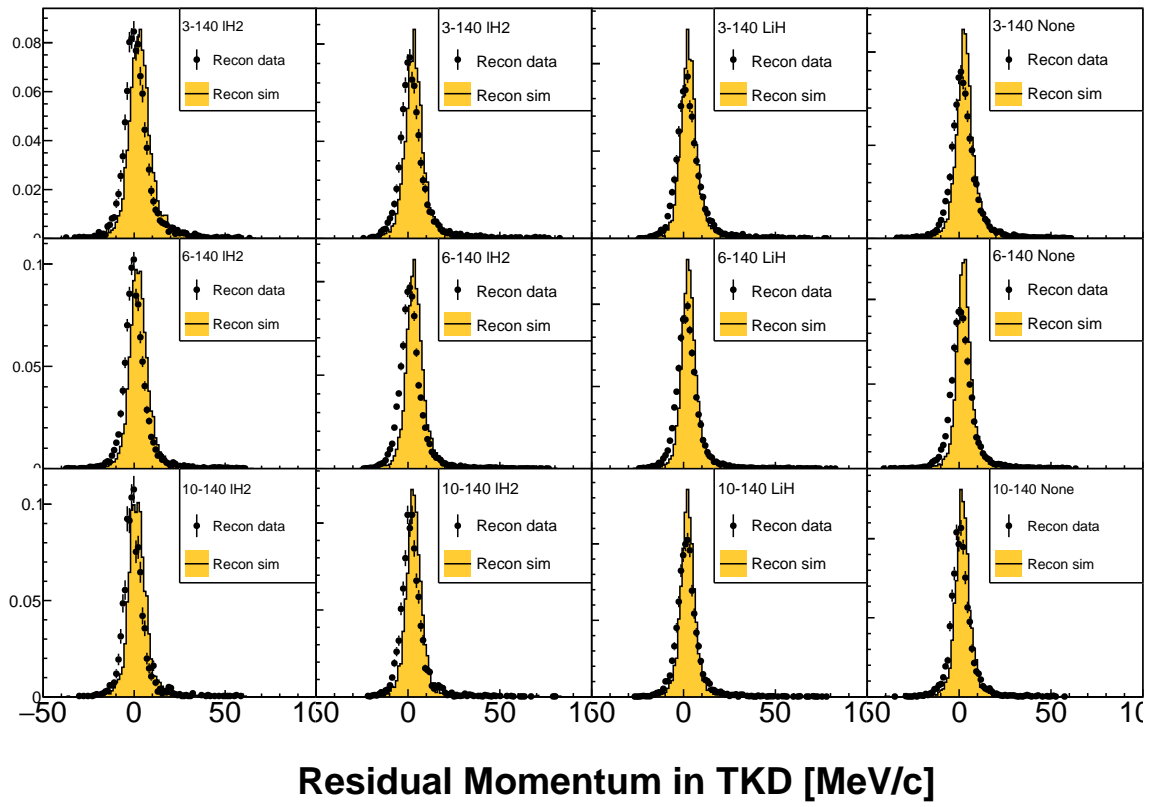 3-140 lH2
Recon data
Recon sim
3-140 lH2
Recon data
Recon sim
3-140 LiH
Recon data
Recon sim
3-140 None
Recon data
Recon sim
0.08
0.06
0.04
0.02
0
6-140 lH2
Recon data
Recon sim
6-140 lH2
Recon data
Recon sim
6-140 LiH
Recon data
Recon sim
6-140 None
Recon data
Recon sim
0.1
0.05
0
10-140 lH2
Recon data
Recon sim
10-140 lH2
Recon data
Recon sim
10-140 LiH
Recon data
Recon sim
10-140 None
Recon data
Recon sim
0.1
0.05
0
−50 0 50 0 50 0 50 0 50
Residual Momentum in TKD [MeV/c]